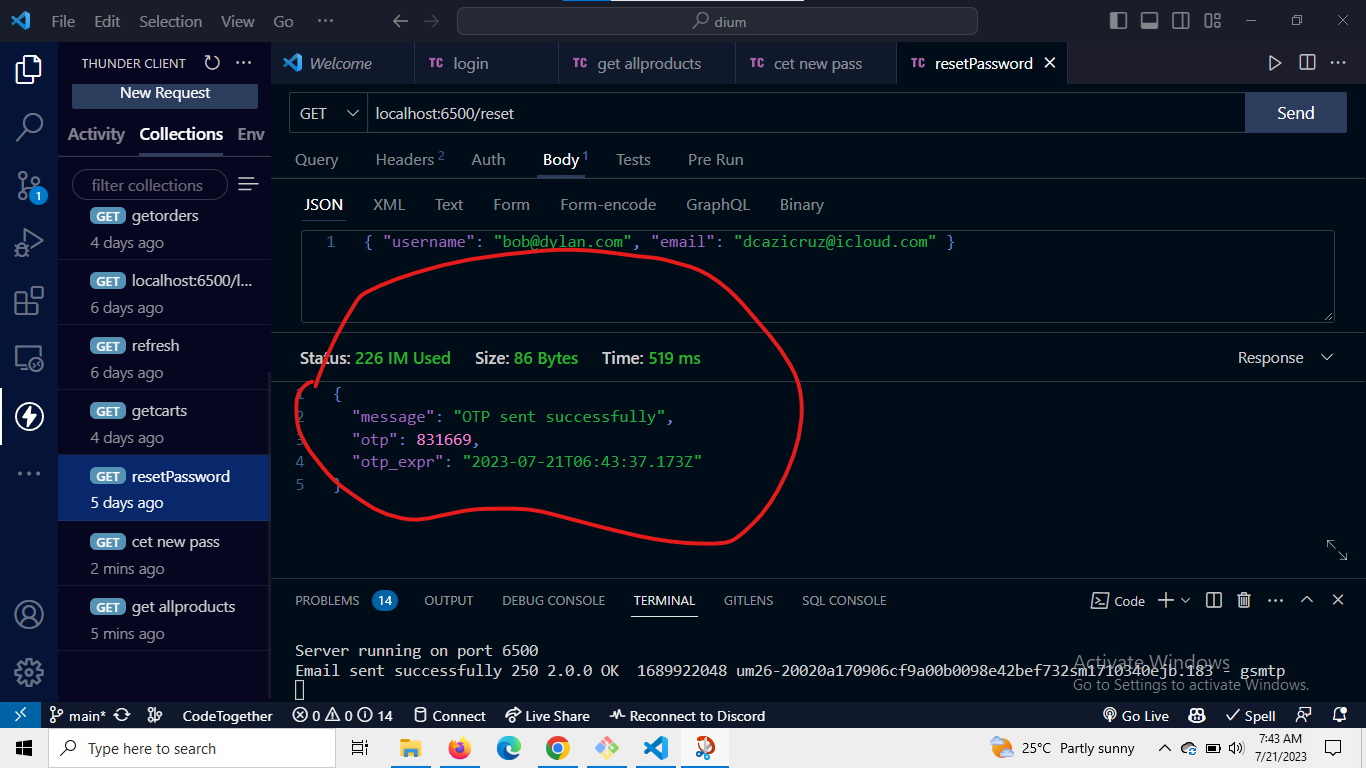 File Edit Selection View Go ··· dium
THUNDER CLIENT ···
New Request
Activity Collections Env
filter collections
GET getorders
4 days ago
GET localhost:6500/l...
6 days ago
GET refresh
6 days ago
GET getcarts
4 days ago
GET resetPassword
5 days ago
GET cet new pass
2 mins ago
GET get allproducts
5 mins ago
1
Welcome TC login TC get allproducts TC cet new pass TC resetPassword
GET localhost:6500/reset Send
Query Headers 2 Auth Body 1 Tests Pre Run
JSON XML Text Form Form-encode GraphQL Binary
1 { "username": "bob@dylan.com", "email": "dcazicruz@icloud.com" }
Status: 226 IM Used Size: 86 Bytes Time: 519 ms Response
1 {
2 "message": "OTP sent successfully",
3 "otp": 831669,
4 "otp_expr": "2023-07-21T06:43:37.173Z"
5 }
PROBLEMS 14 OUTPUT DEBUG CONSOLE TERMINAL GITLENS SQL CONSOLE Code
Server running on port 6500
Email sent successfully 250 2.0.0 OK 1689922048 um26-20020a170906cf9a00b0098e42bef732sm1710340ejb.183 - gsmtp
Activate Windows
Go to Settings to activate Windows.
main* CodeTogether 0 0 14 Connect Live Share Reconnect to Discord Go Live Spell
Type here to search 25°C Partly sunny 7:43 AM
7/21/2023